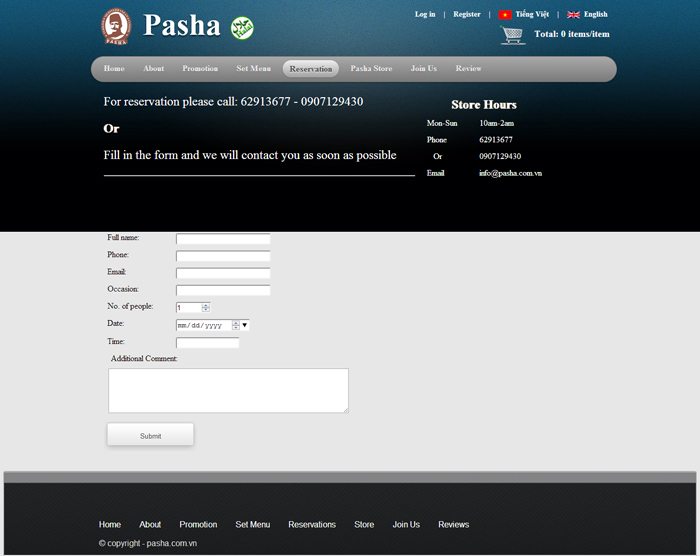 PASHA
Pasha
Log in | Register | Tiếng Việt | English
Total: 0 items/item
Home About Promotion Set Menu Reservation Pasha Store Join Us Review
For reservation please call: 62913677 - 0907129430
Or
Fill in the form and we will contact you as soon as possible
Store Hours
Mon-Sun 10am-2am
Phone 62913677
Or 0907129430
Email info@pasha.com.vn
Full name:
Phone:
Email:
Occasion:
No. of people: 1
Date: mm/dd/yyyy
Time:
Additional Comment:
Submit
Home About Promotion Set Menu Reservations Store Join Us Reviews
© copyright - pasha.com.vn